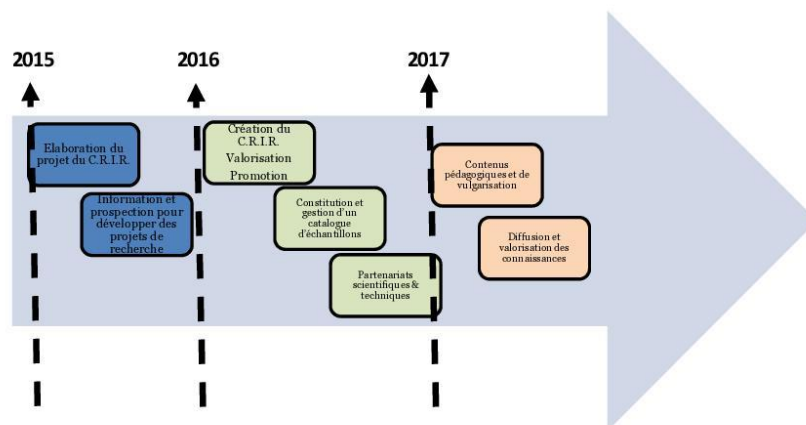 2015
2016
2017
Elaboration du
projet du C.R.I.R.
Information et
prospection pour
développer des
projets de
recherche
Création du
C.R.I.R.
Valorisation
Promotion
Constitution et
gestion d'un
catalogue
d'échantillons
Partenariats
scientifiques &
techniques
Contenus
pédagogiques et de
vulgarisation
Diffusion et
valorisation des
connaissances